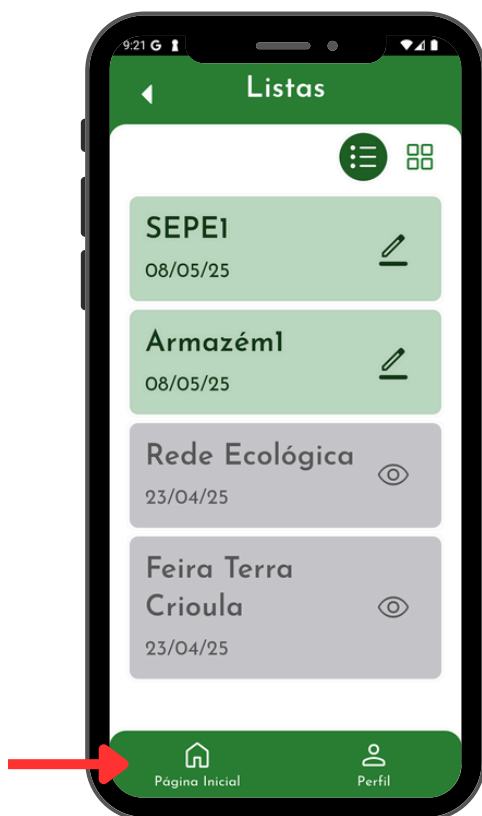 9:21 G
Listas
SEPE1
08/05/25
Armazém1
08/05/25
Rede Ecológica
23/04/25
Feira Terra
Crioula
23/04/25
Página Inicial
Perfil